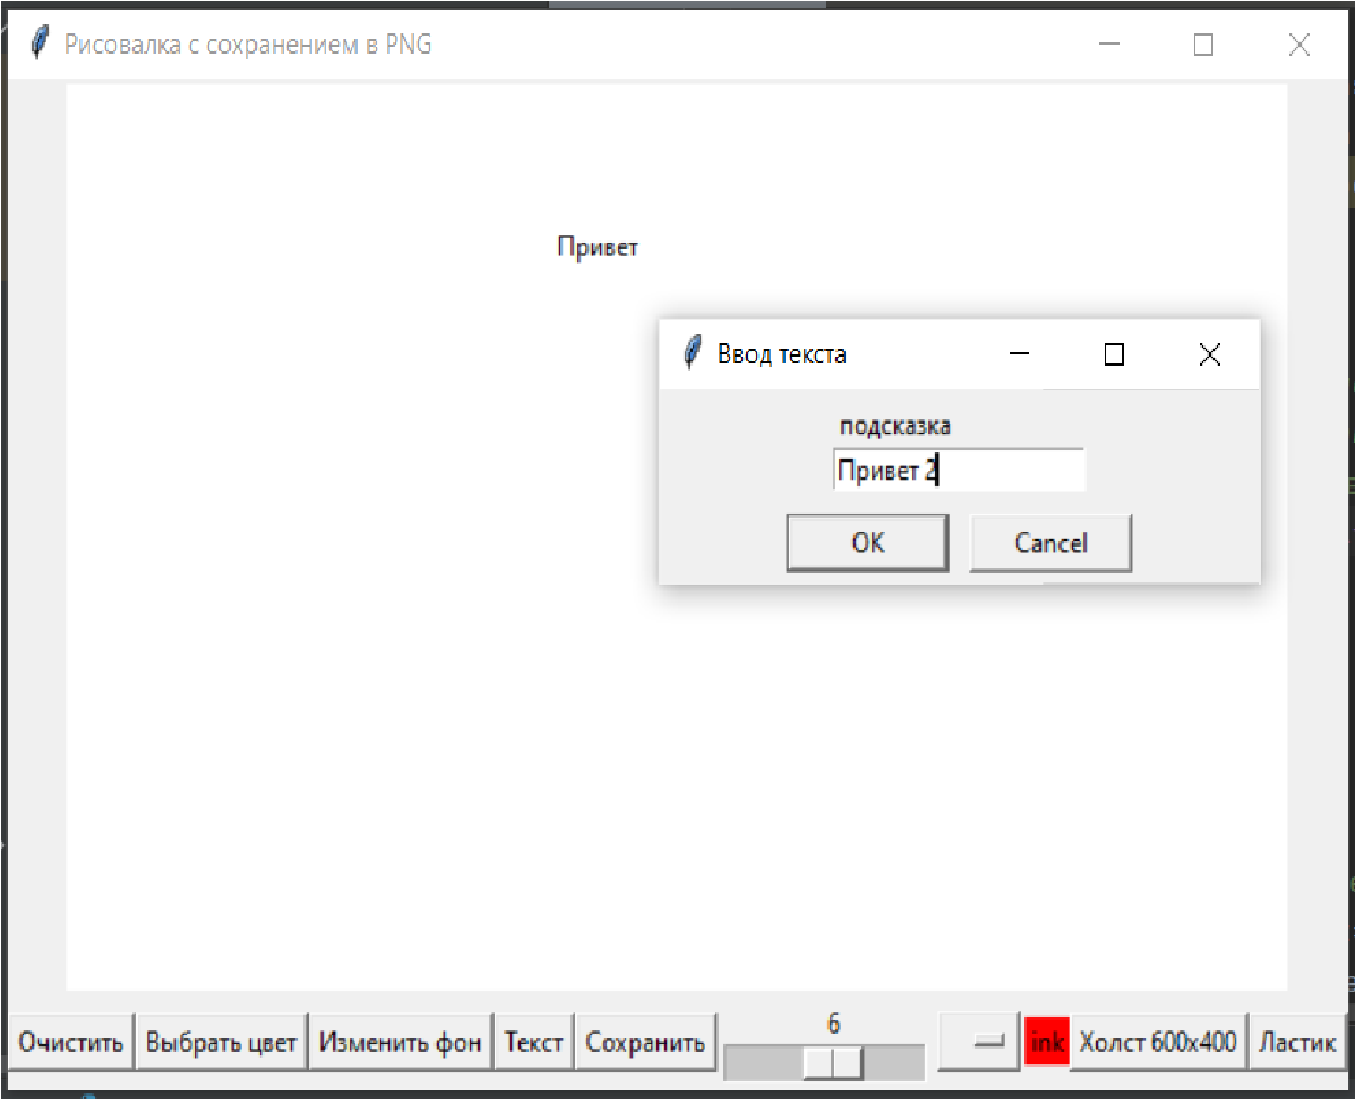 Рисовалка с сохранением в PNG
Привет
Ввод текста
подсказка
Привет 2
OK
Cancel
6
Очистить Выбрать цвет Изменить фон Текст Сохранить ink Холст 600x400 Ластик